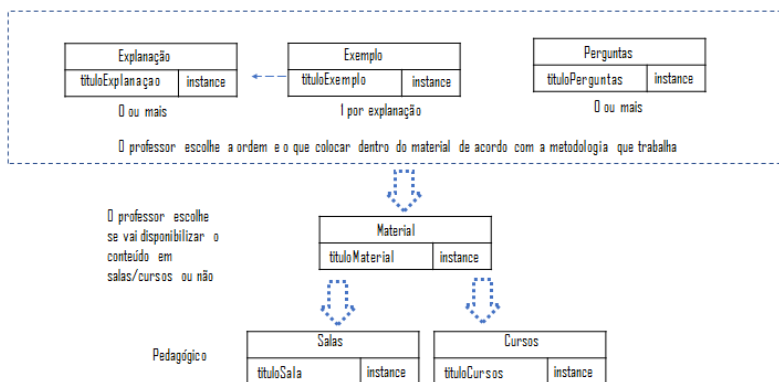 Explanação
tituloExplanaçao instance
0 ou mais
Exemplo
tituloExemplo instance
1 por explanação
Perguntas
tituloPerguntas instance
0 ou mais
O professor escolhe a ordem e o que colocar dentro do material de acordo com a metodologia que trabalha
O professor escolhe
se vai disponibilizar o
conteúdo em
salas/cursos ou não
Material
tituloMaterial instance
Pedagógico
Salas
tituloSala instance
Cursos
tituloCursos instance